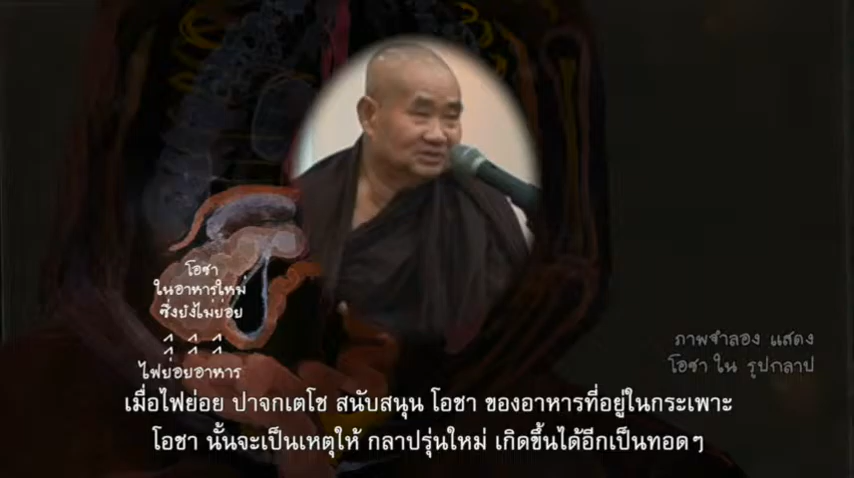 โอชา
ในอาหารใหม่
ซึ่งยังไม่ย่อย
ไฟย่อยอาหาร
ภาพจำลอง แสดง
โอชา ใน รูปกลาป
เมื่อไฟย่อย ปาจกเตโช สนับสนุน โอชา ของอาหารที่อยู่ในกระเพาะ
โอชา นั้นจะเป็นเหตุให้ กลาปรุ่นใหม่ เกิดขึ้นได้อีกเป็นทอดๆ